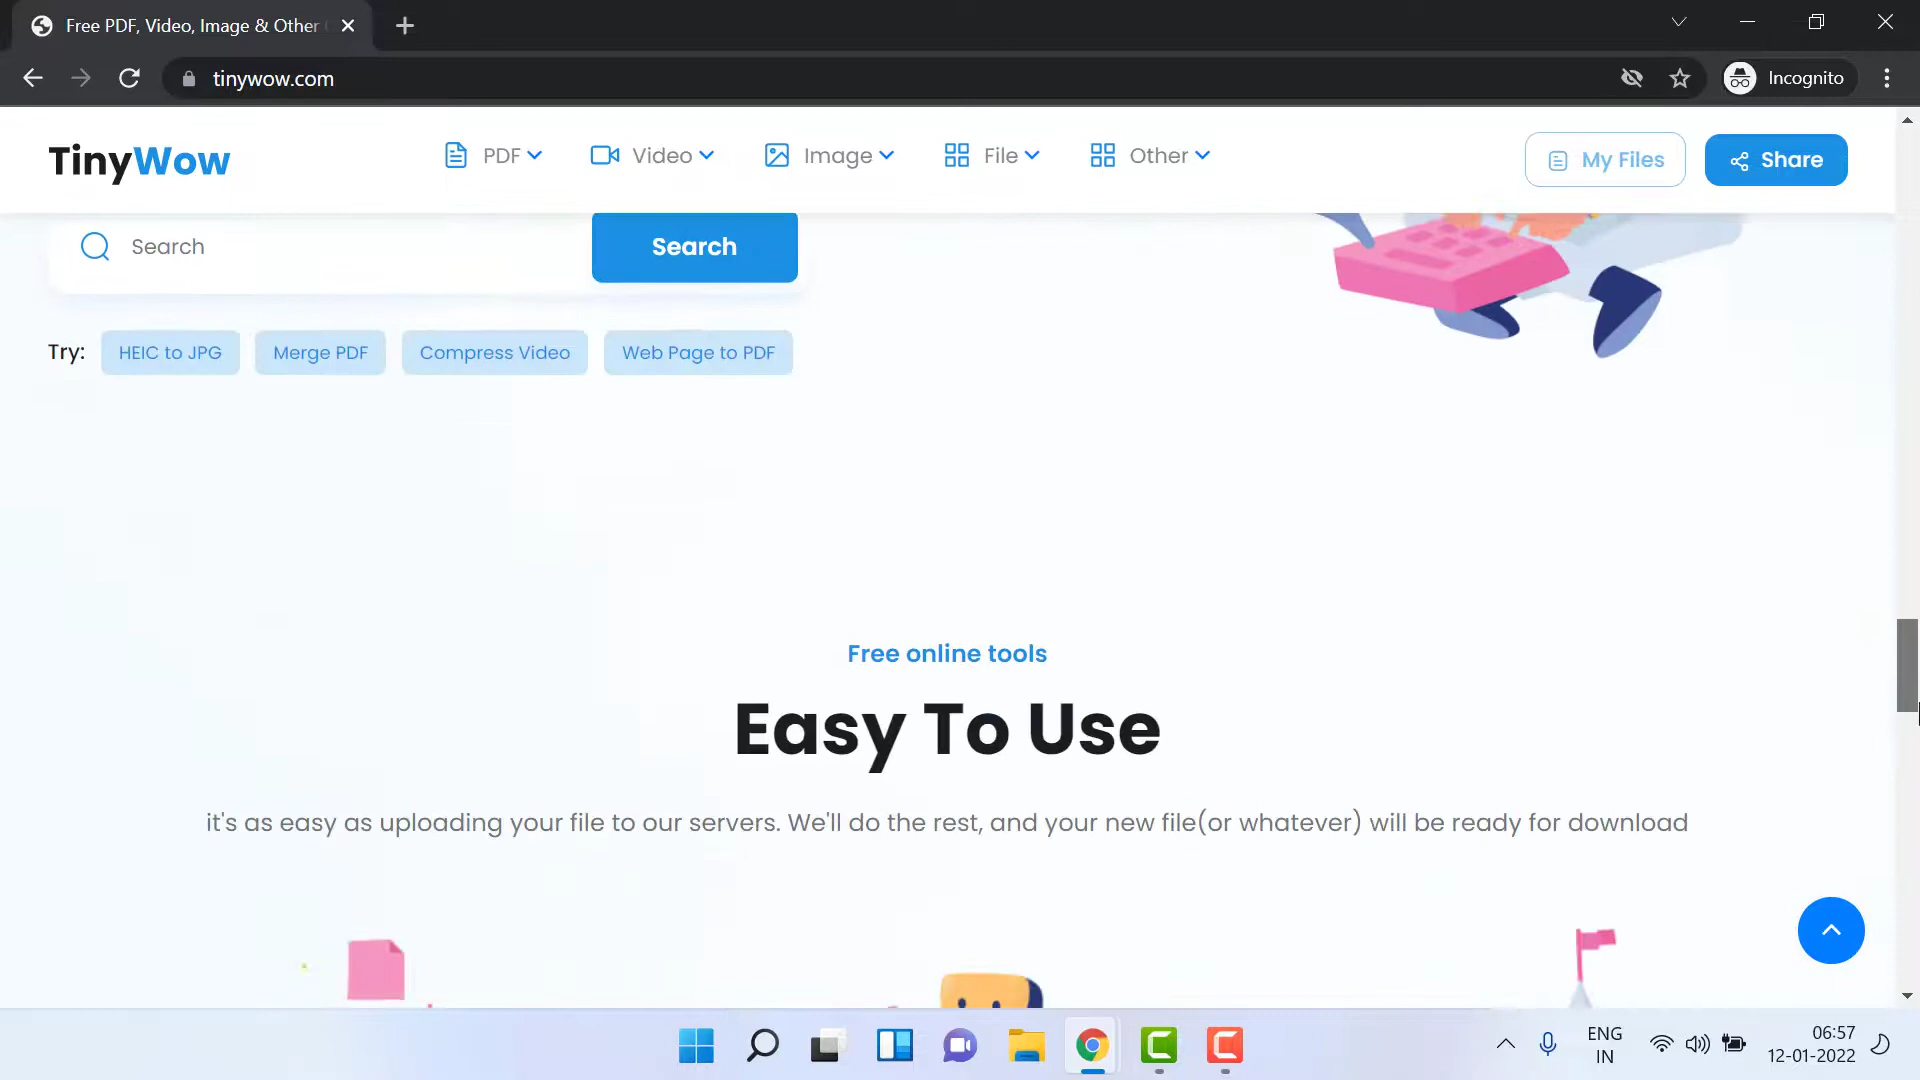 Free PDF, Video, Image & Other
tinywow.com
Incognito
TinyWow
PDF
Video
Image
File
Other
My Files
Share
Search
Search
Try:
HEIC to JPG
Merge PDF
Compress Video
Web Page to PDF
Free online tools
Easy To Use
it's as easy as uploading your file to our servers. We'll do the rest, and your new file(or whatever) will be ready for download
ENG
IN
06:57
12-01-2022